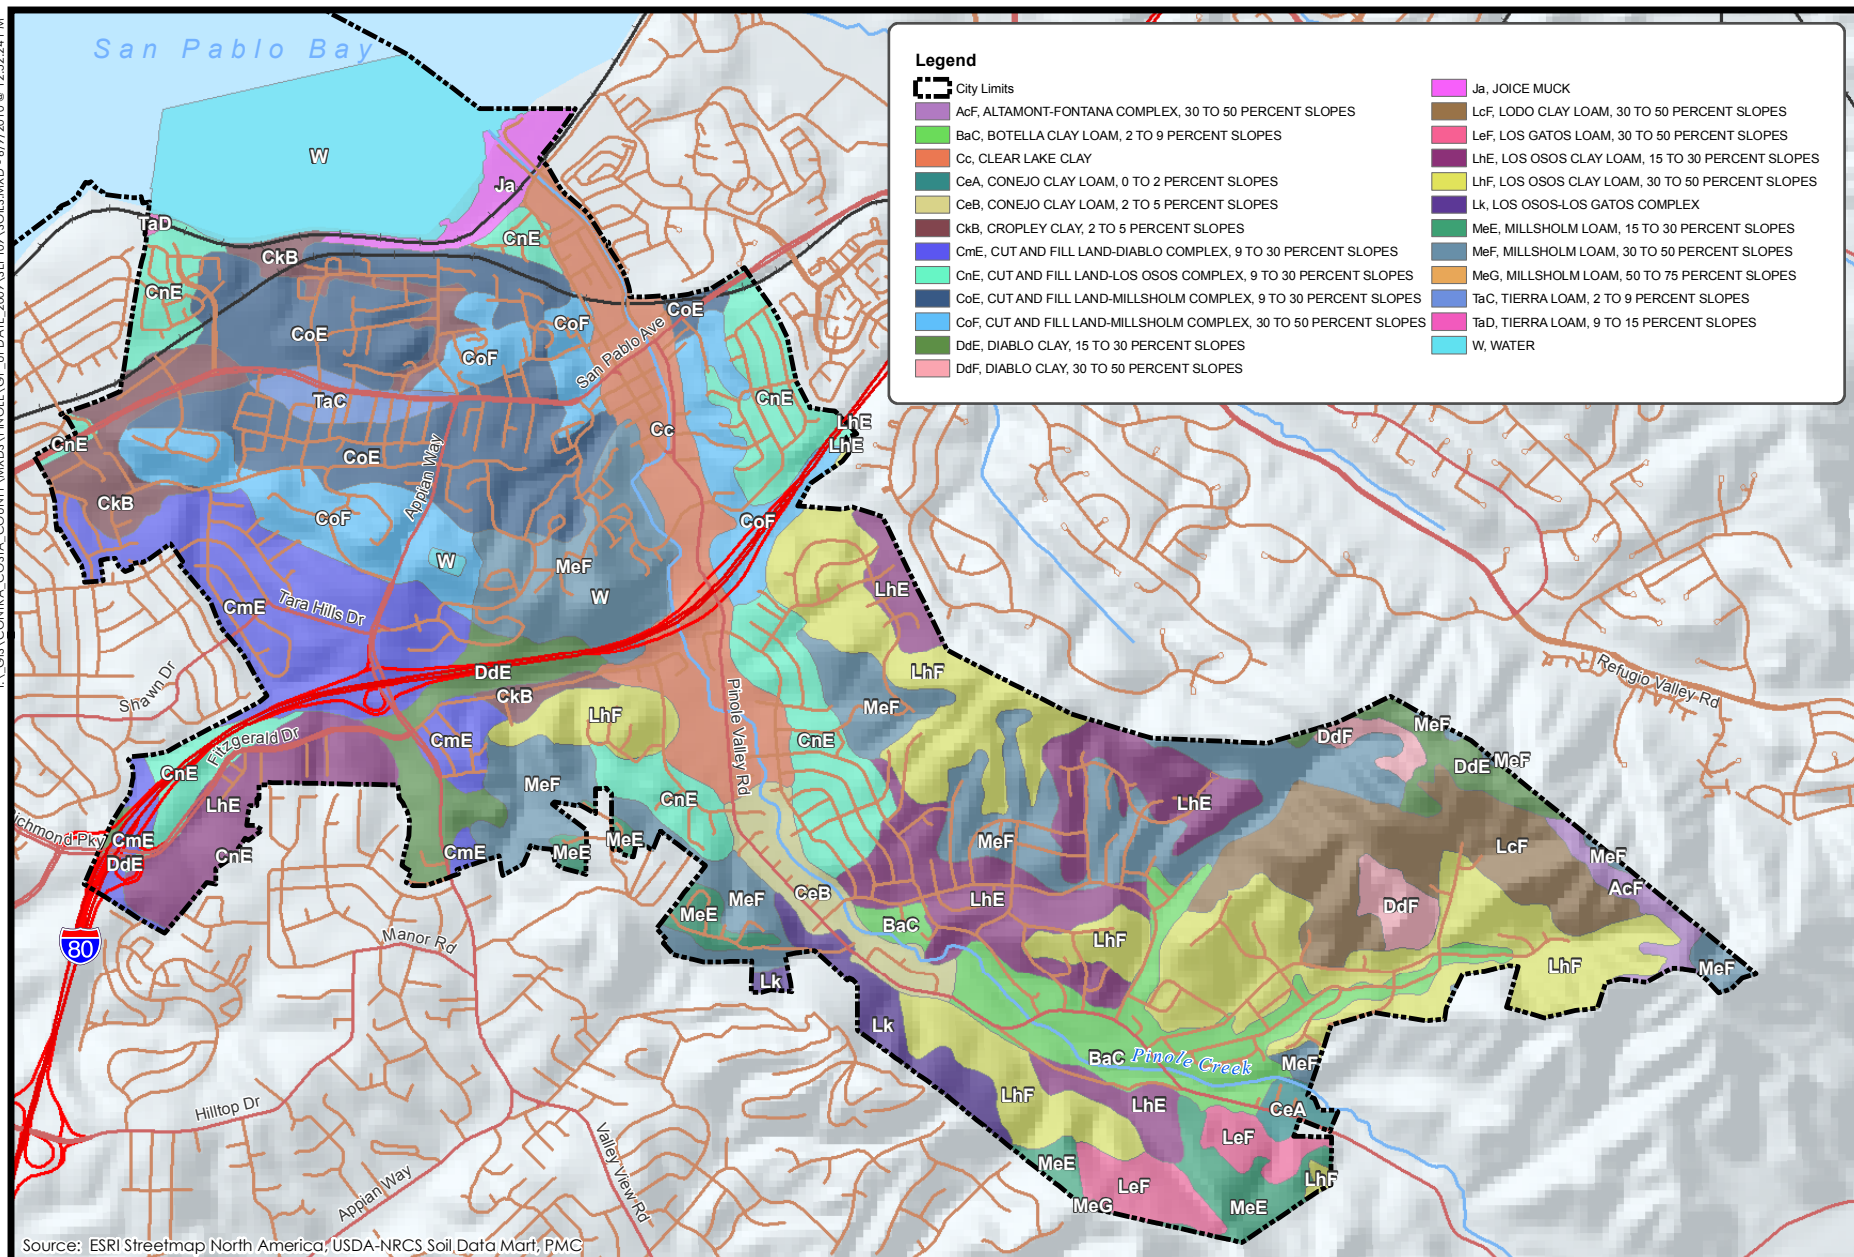 San Pablo Bay
Legend
City Limits
AcF, ALTAMONT-FONTANA COMPLEX, 30 TO 50 PERCENT SLOPES
BaC, BOTELLA CLAY LOAM, 2 TO 9 PERCENT SLOPES
Cc, CLEAR LAKE CLAY
CeA, CONEJO CLAY LOAM, 0 TO 2 PERCENT SLOPES
CeB, CONEJO CLAY LOAM, 2 TO 5 PERCENT SLOPES
CkB, CROPLEY CLAY, 2 TO 5 PERCENT SLOPES
CmE, CUT AND FILL LAND-DIABLO COMPLEX, 9 TO 30 PERCENT SLOPES
CnE, CUT AND FILL LAND-LOS OSOS COMPLEX, 9 TO 30 PERCENT SLOPES
CoE, CUT AND FILL LAND-MILLSHOLM COMPLEX, 9 TO 30 PERCENT SLOPES
CoF, CUT AND FILL LAND-MILLSHOLM COMPLEX, 30 TO 50 PERCENT SLOPES
DdE, DIABLO CLAY, 15 TO 30 PERCENT SLOPES
DdF, DIABLO CLAY, 30 TO 50 PERCENT SLOPES
Ja, JOICE MUCK
LcF, LODO CLAY LOAM, 30 TO 50 PERCENT SLOPES
LeF, LOS GATOS LOAM, 30 TO 50 PERCENT SLOPES
LhE, LOS OSOS CLAY LOAM, 15 TO 30 PERCENT SLOPES
LhF, LOS OSOS CLAY LOAM, 30 TO 50 PERCENT SLOPES
Lk, LOS OSOS-LOS GATOS COMPLEX
MeE, MILLSHOLM LOAM, 15 TO 30 PERCENT SLOPES
MeF, MILLSHOLM LOAM, 30 TO 50 PERCENT SLOPES
MeG, MILLSHOLM LOAM, 50 TO 75 PERCENT SLOPES
TaC, TIERRA LOAM, 2 TO 9 PERCENT SLOPES
TaD, TIERRA LOAM, 9 TO 15 PERCENT SLOPES
W, WATER
W
Ja
TaD
CnE
CkB
CnE
CoE
CoE
CoF
CoF
San Pablo Ave
TaC
CnE
LhE
LhE
Cc
CnE
CoE
Appian Way
CkB
CoF
CoF
W
MeF
W
LhE
CmE
Tara Hills Dr
DdE
LhF
Shawn Dr
CkB
Refugio Valley Rd
LhF
MeF
Pinole Valley Rd
Fitzgerald Dr
CmE
CnE
DdF
MeF
DdE
MeF
CnE
MeF
LhE
CnE
LhE
CmE
MeE
MeF
LcF
CnE
DdE
CmE
MeE
MeF
AcF
MeF
CeB
LhE
DdF
MeE
BaC
80
Manor Rd
LhF
LhF
MeF
Lk
Lk
BaC
Pinole Creek
MeF
LhF
LhE
CeA
Hilltop Dr
Valley View Rd
LeF
MeE
LhF
Appian Way
LeF
MeG
MeE
Source: ESRI Streetmap North America, USDA-NRCS Soil Data Mart, PMC